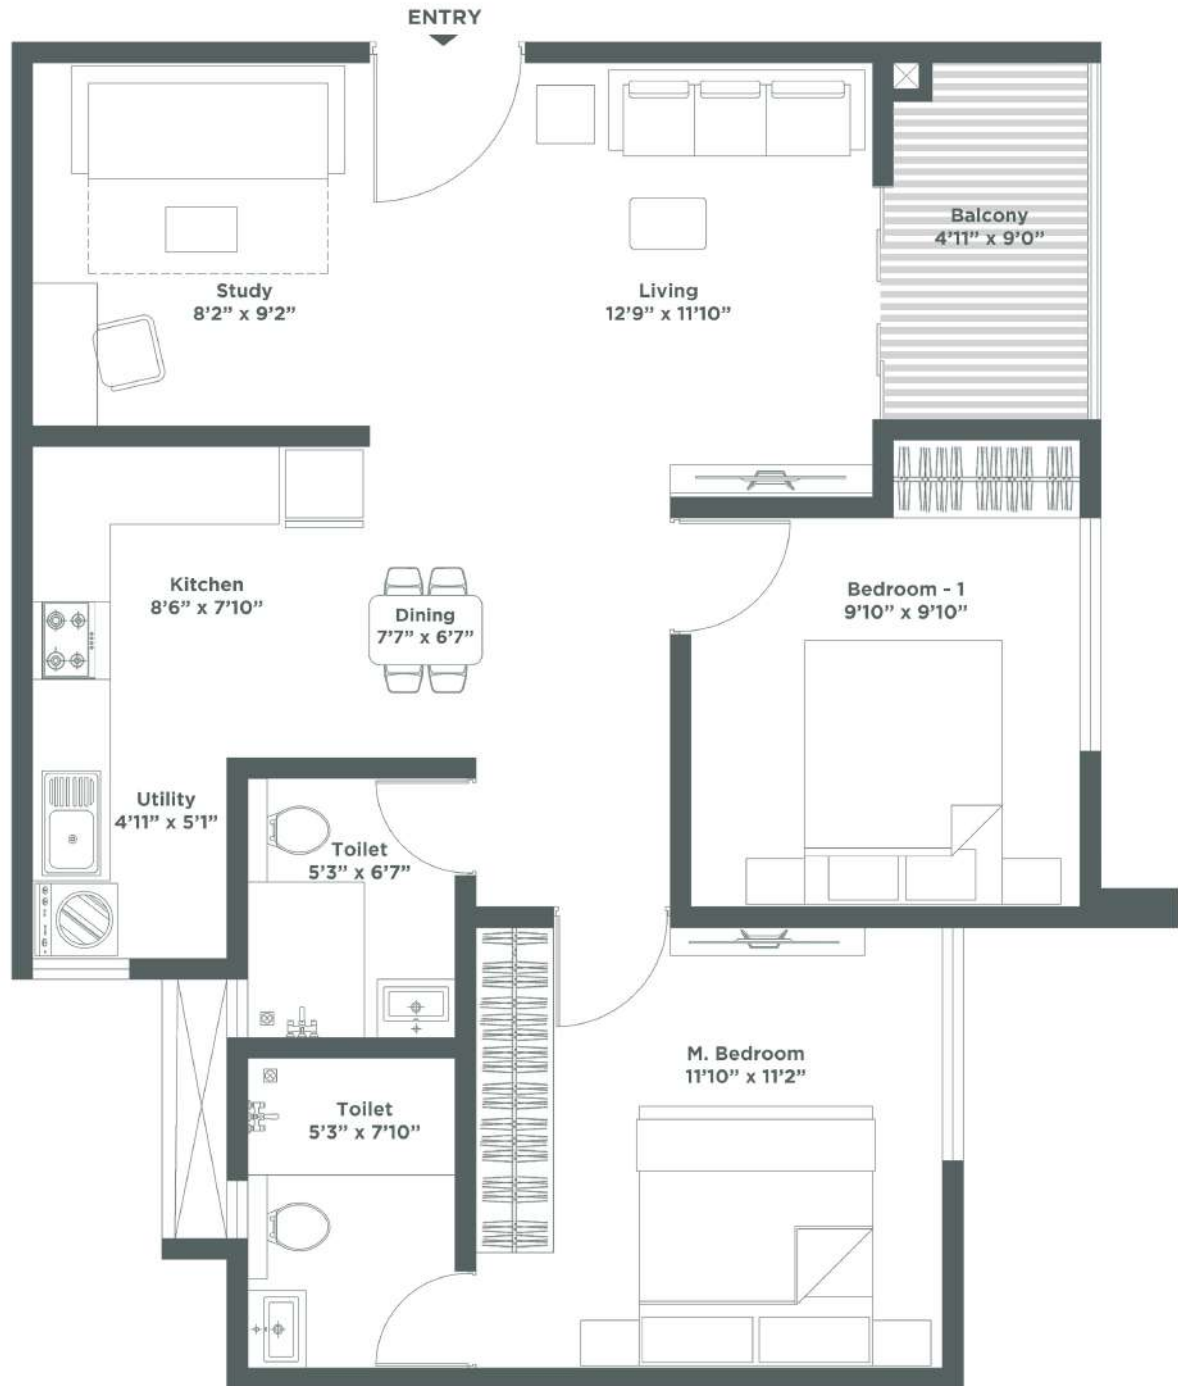 ENTRY
Balcony
4’11” x 9’0”
Study
8’2” x 9’2”
Living
12’9” x 11’10”
Kitchen
8’6” x 7’10”
Dining
7’7” x 6’7”
Bedroom - 1
9’10” x 9’10”
Utility
4’11” x 5’1”
Toilet
5’3” x 6’7”
M. Bedroom
11’10” x 11’2”
Toilet
5’3” x 7’10”